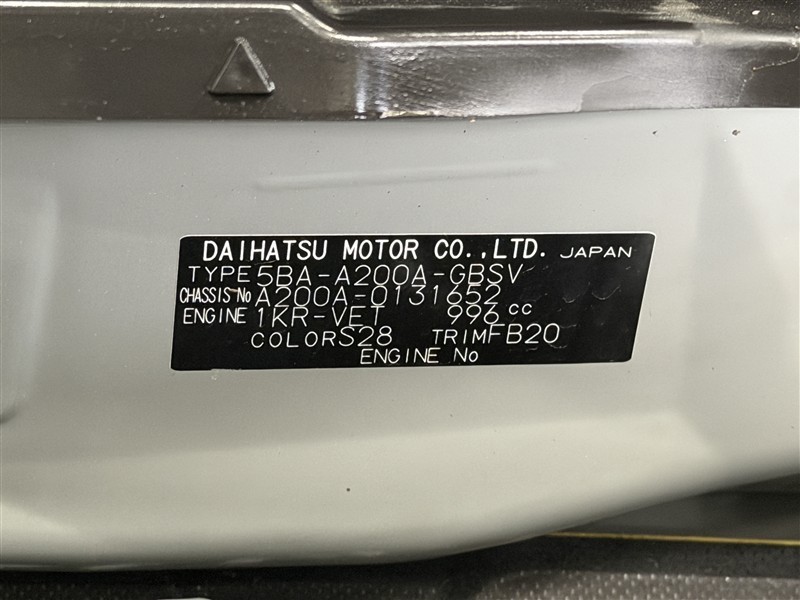 DAIHATSU MOTOR CO.,LTD. JAPAN
TYPE 5BA-A200A-GBSV
CHASSIS No A200A-0131652
ENGINE 1KR-VET 996 cc
COLOR S28 TRIM FB20
ENGINE No